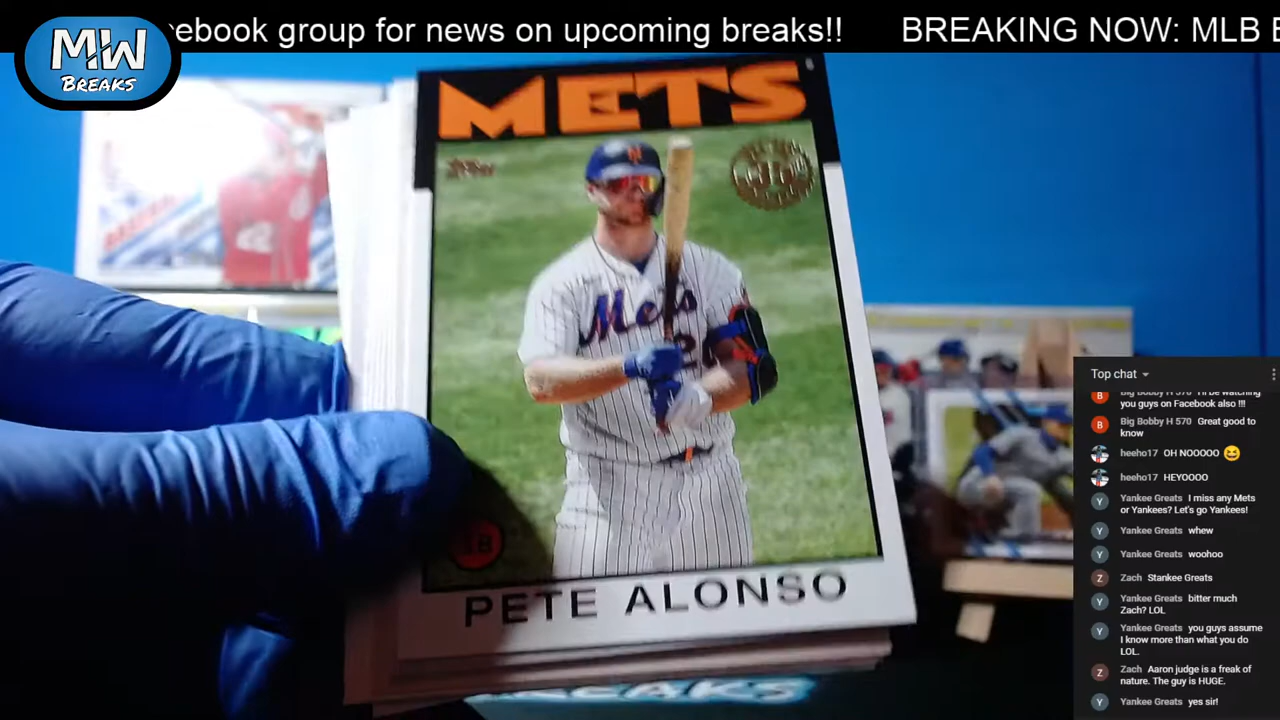 ebook group for news on upcoming breaks!! BREAKING NOW: MLB
MW
BREAKS
METS
Topps
Mets
1B
PETE ALONSO
42
Top chat
Big Bobby H 570 I'll be watching
you guys on Facebook also !!!
Big Bobby H 570 Great good to
know
heeho17 OH NOOOOO 😆
heeho17 HEYOOOO
Yankee Greats I miss any Mets
or Yankees? Let's go Yankees!
Yankee Greats whew
Yankee Greats woohoo
Zach Stankee Greats
Yankee Greats bitter much
Zach? LOL
Yankee Greats you guys assume
I know more than what you do
LOL.
Zach Aaron judge is a freak of
nature. The guy is HUGE.
Yankee Greats yes sir!